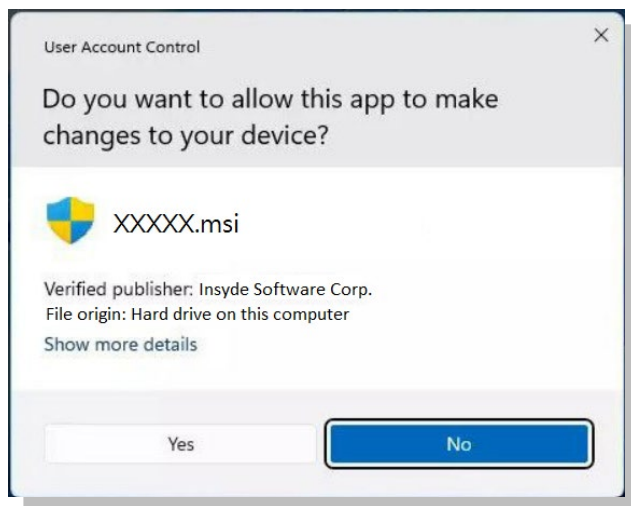 User Account Control
Do you want to allow this app to make
changes to your device?
XXXXX.msi
Verified publisher: Insyde Software Corp.
File origin: Hard drive on this computer
Show more details
Yes
No